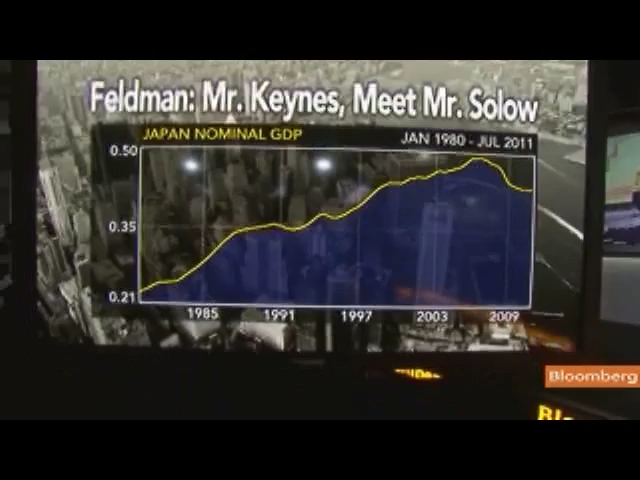 Feldman: Mr. Keynes, Meet Mr. Solow
JAPAN NOMINAL GDP
JAN 1980 - JUL 2011
0.50
0.35
0.21
1985
1991
1997
2003
2009
Bloomberg